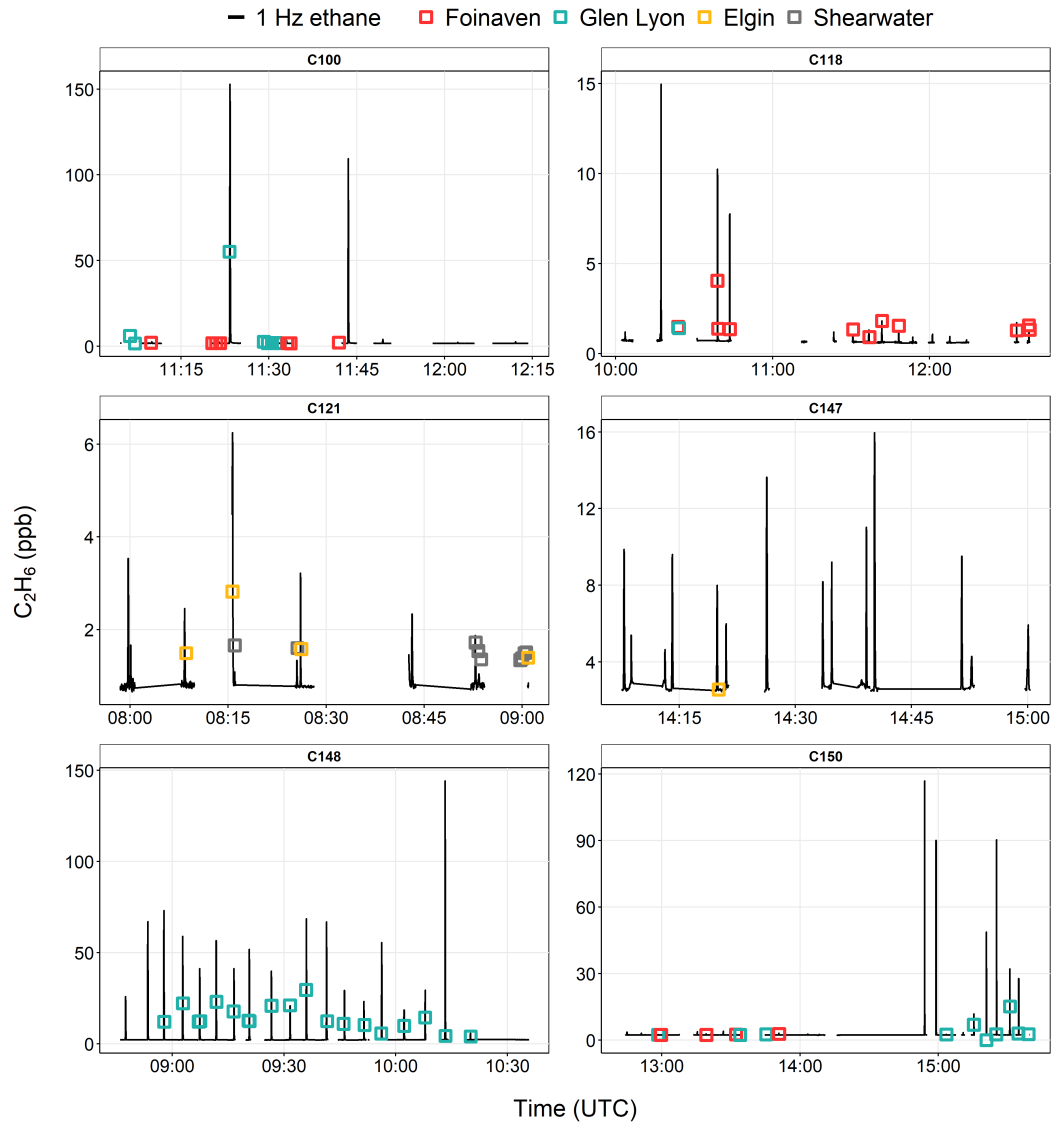 1 Hz ethane Foinaven Glen Lyon Elgin Shearwater
C100
150
100
50
0
11:15 11:30 11:45 12:00 12:15
C118
15
10
5
0
10:00 11:00 12:00
C121
6
4
2
08:00 08:15 08:30 08:45 09:00
C147
16
12
8
4
14:15 14:30 14:45 15:00
C148
150
100
50
0
09:00 09:30 10:00 10:30
C150
120
90
60
30
0
13:00 14:00 15:00
C₂H₆ (ppb)
Time (UTC)